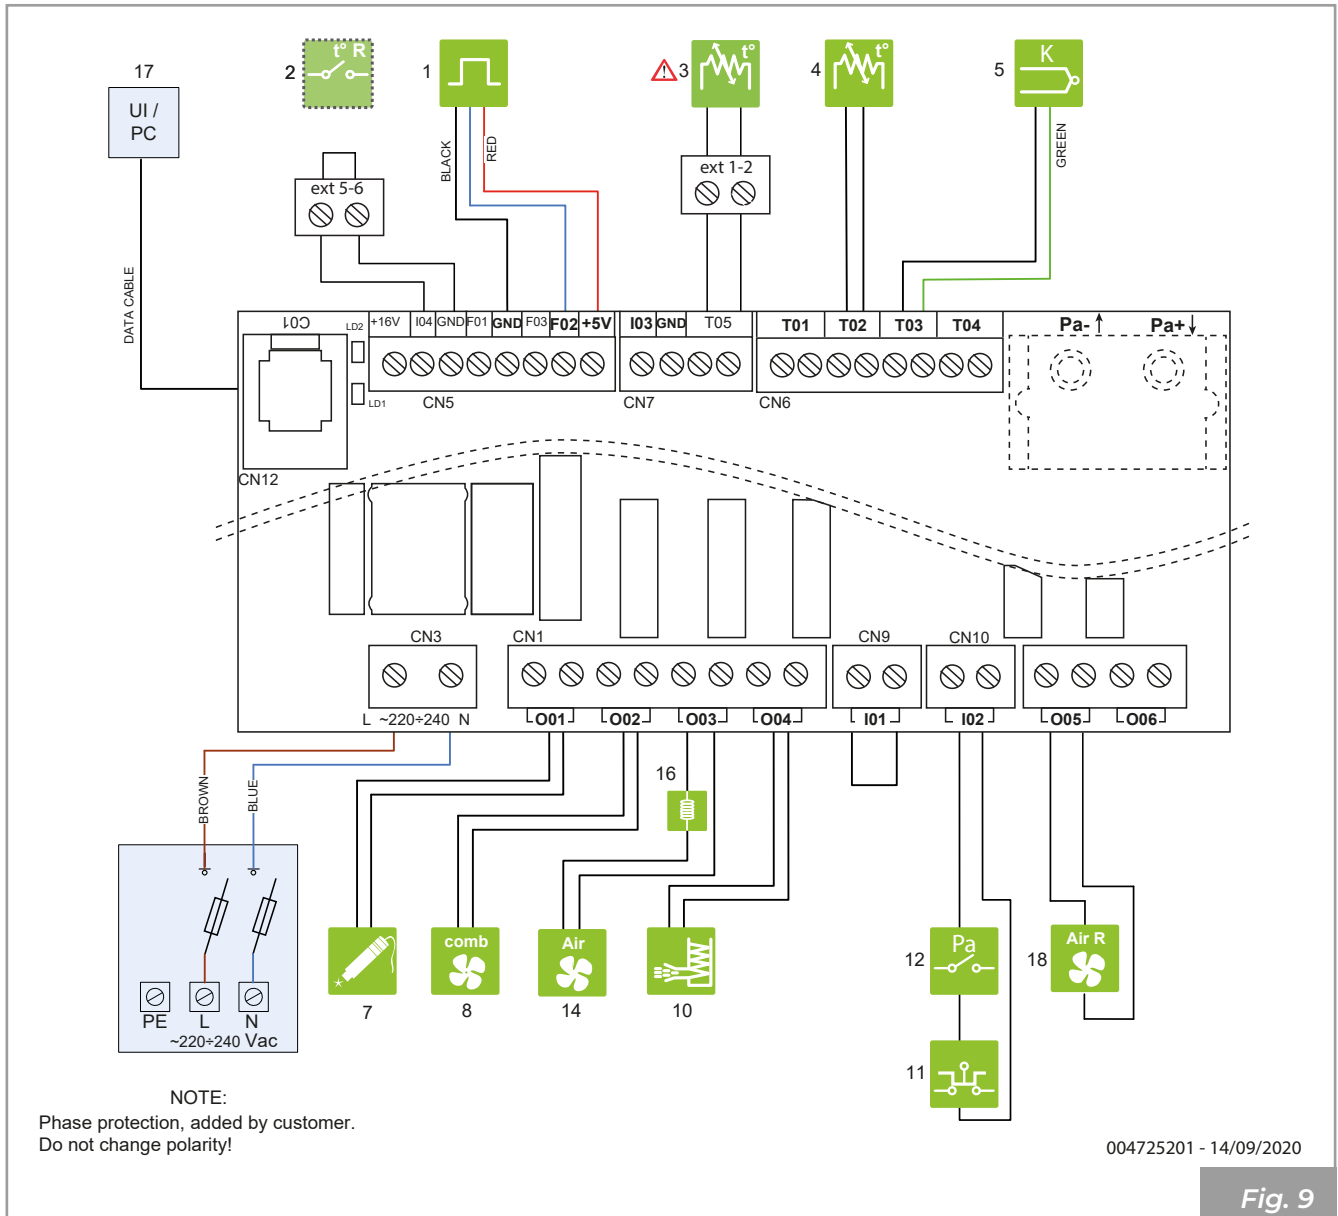 17
UI /
PC
2
t° R
1
3
t°
4
t°
5
K
BLACK
RED
GREEN
ext 5-6
ext 1-2
DATA CABLE
C01
LD2
+16V I04 GND F01 GND F03 F02 +5V
I03 GND T05
T01 T02 T03 T04
Pa- Pa+
LD1
CN5
CN7
CN6
CN12
CN3
CN1
CN9
CN10
L ~220÷240 N
O01 O02 O03 O04
I01
I02
O05 O06
BROWN
BLUE
16
comb
Air
Pa
12
Air R
18
7
8
14
10
PE L N
~220÷240 Vac
11
NOTE:
Phase protection, added by customer.
Do not change polarity!
004725201 - 14/09/2020
Fig. 9